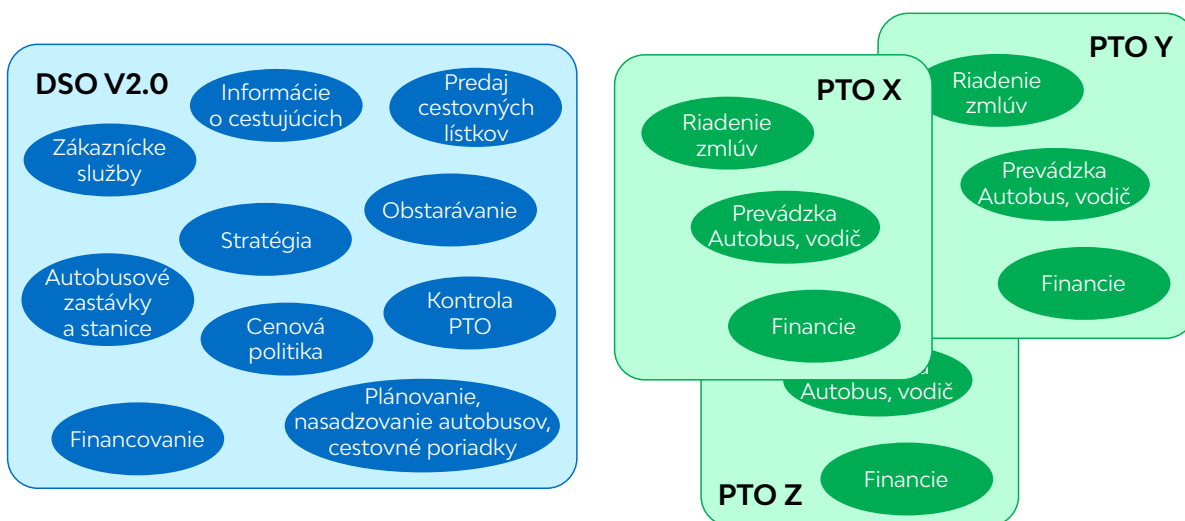 DSO V2.0
Informácie
o cestujúcich
Predaj
cestovných
lístkov
Zákaznícke
služby
Obstarávanie
Stratégia
Autobusové
zastávky
a stanice
Kontrola
PTO
Cenová
politika
Plánovanie,
nasadzovanie autobusov,
cestovné poriadky
Financovanie
PTO X
Riadenie
zmlúv
Prevádzka
Autobus, vodič
Financie
PTO Y
Riadenie
zmlúv
Prevádzka
Autobus, vodič
Financie
Autobus, vodič
Financie
PTO Z